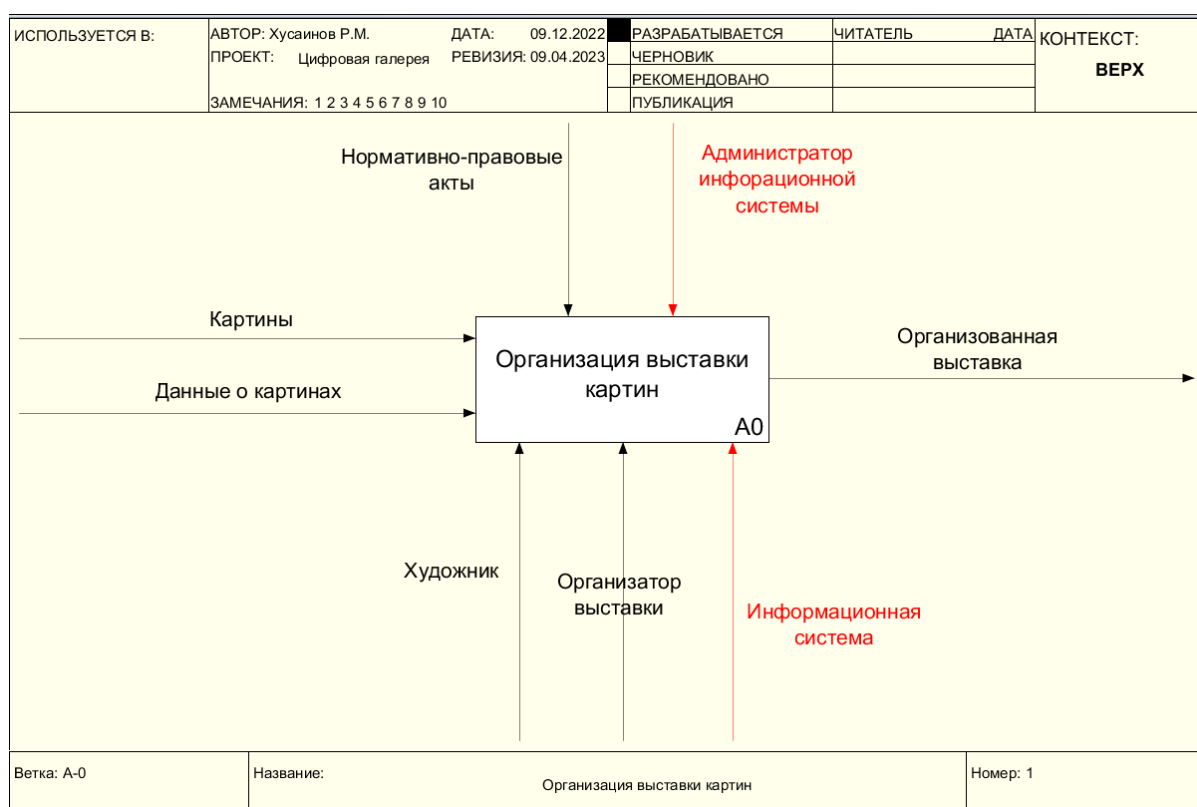 ИСПОЛЬЗУЕТСЯ В:
АВТОР: Хусаинов Р.М.
ДАТА: 09.12.2022
ПРОЕКТ: Цифровая галерея
РЕВИЗИЯ: 09.04.2023
ЗАМЕЧАНИЯ: 1 2 3 4 5 6 7 8 9 10
РАЗРАБАТЫВАЕТСЯ
ЧЕРНОВИК
РЕКОМЕНДОВАНО
ПУБЛИКАЦИЯ
ЧИТАТЕЛЬ
ДАТА
КОНТЕКСТ:
ВЕРХ
Нормативно-правовые
акты
Администратор
инфорационной
системы
Картины
Данные о картинах
Организация выставки
картин
A0
Организованная
выставка
Художник
Организатор
выставки
Информационная
система
Ветка: A-0
Название:
Организация выставки картин
Номер: 1